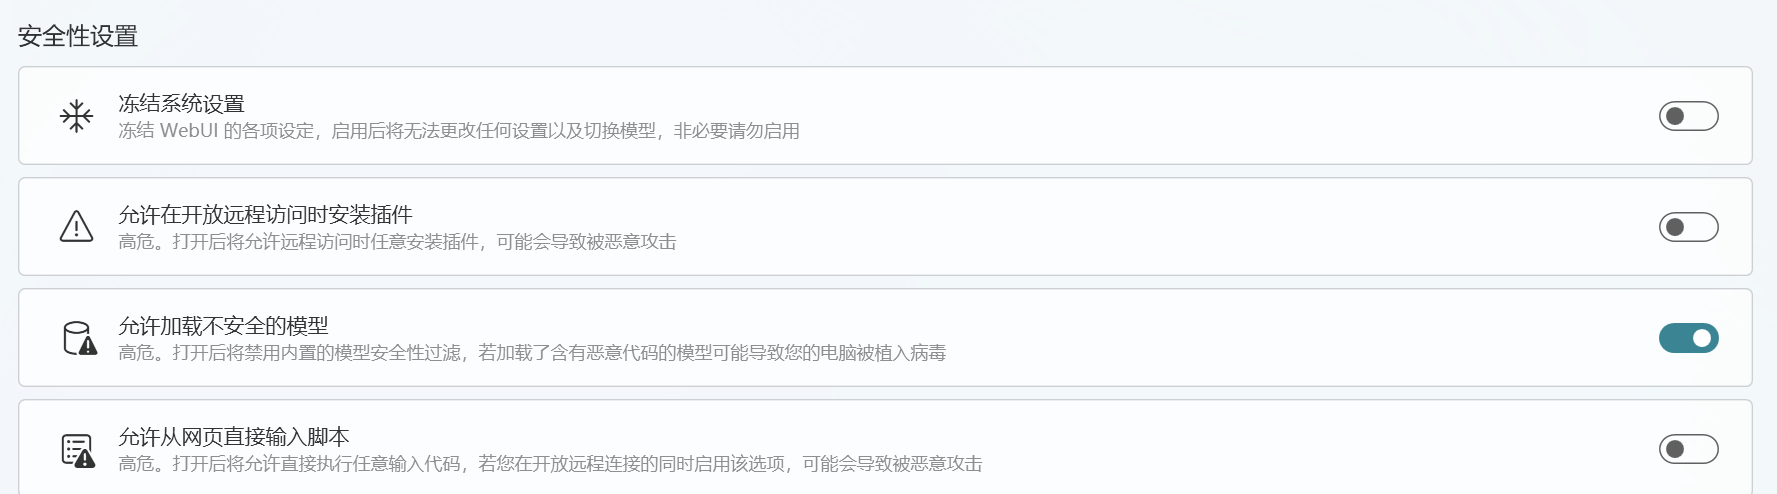 安全性设置
冻结系统设置
冻结 WebUI 的各项设定，启用后将无法更改任何设置以及切换模型，非必要请勿启用
允许在开放远程访问时安装插件
高危。打开后将允许远程访问时任意安装插件，可能会导致被恶意攻击
允许加载不安全的模型
高危。打开后将禁用内置的模型安全性过滤，若加载了含有恶意代码的模型可能导致您的电脑被植入病毒
允许从网页直接输入脚本
高危。打开后将允许直接执行任意输入代码，若您在开放远程连接的同时启用该选项，可能会导致被恶意攻击